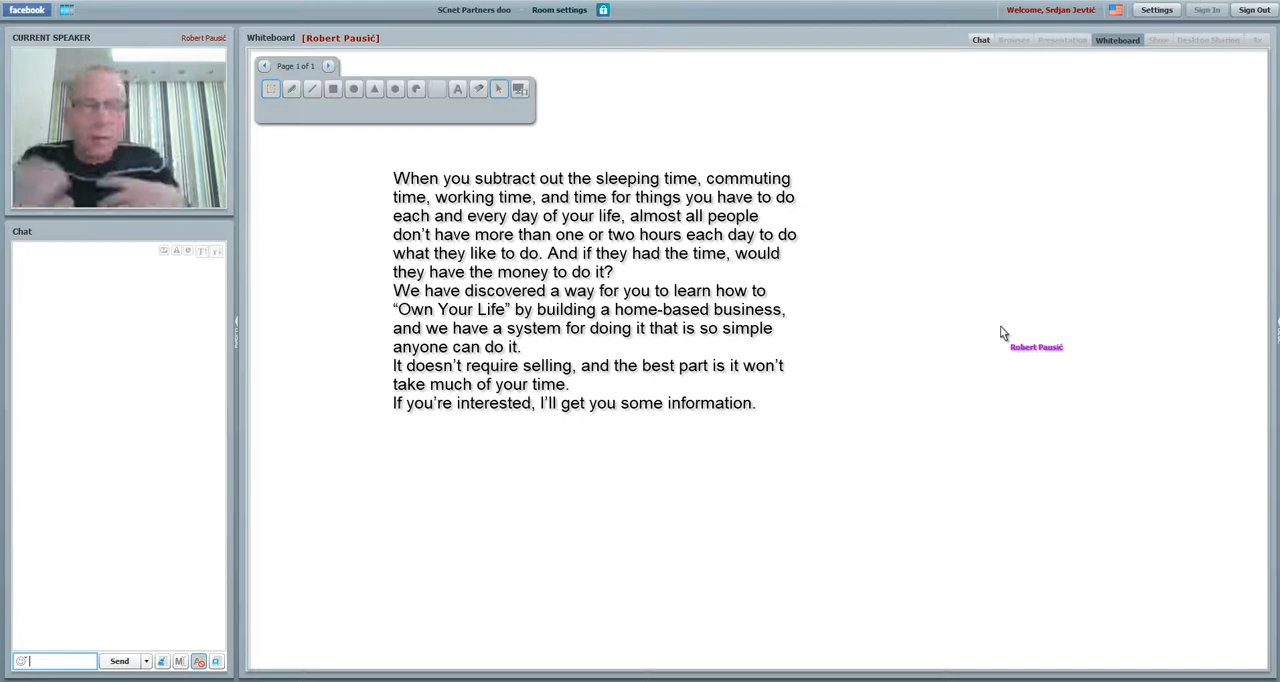 facebook
SCnet Partners doo
Room settings
Welcome, Srdjan Jevtić
Settings
Sign In
Sign Out
CURRENT SPEAKER
Robert Pausić
Whiteboard
[Robert Pausić]
Chat
Browser
Presentation
Whiteboard
Show
Desktop Sharing
Page 1 of 1
A
When you subtract out the sleeping time, commuting
time, working time, and time for things you have to do
each and every day of your life, almost all people
don’t have more than one or two hours each day to do
what they like to do. And if they had the time, would
they have the money to do it?
We have discovered a way for you to learn how to
“Own Your Life” by building a home-based business,
and we have a system for doing it that is so simple
anyone can do it.
It doesn’t require selling, and the best part is it won’t
take much of your time.
If you’re interested, I’ll get you some information.
Robert Pausić
Chat
Send